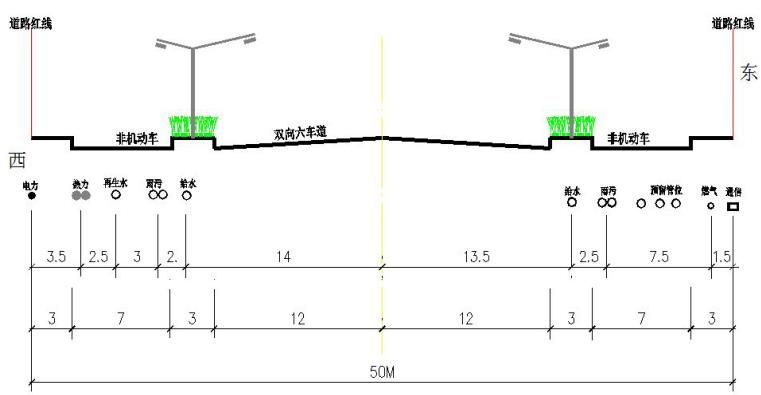 道路红线
道路红线
东
非机动车
双向六车道
非机动车
西
电力 热力 再生水 雨污 给水 给水 雨污 预留管位 燃气 通信
3.5 2.5 3 2. 14 13.5 2.5 7.5 1.5
3 7 3 12 12 3 7 3
50M